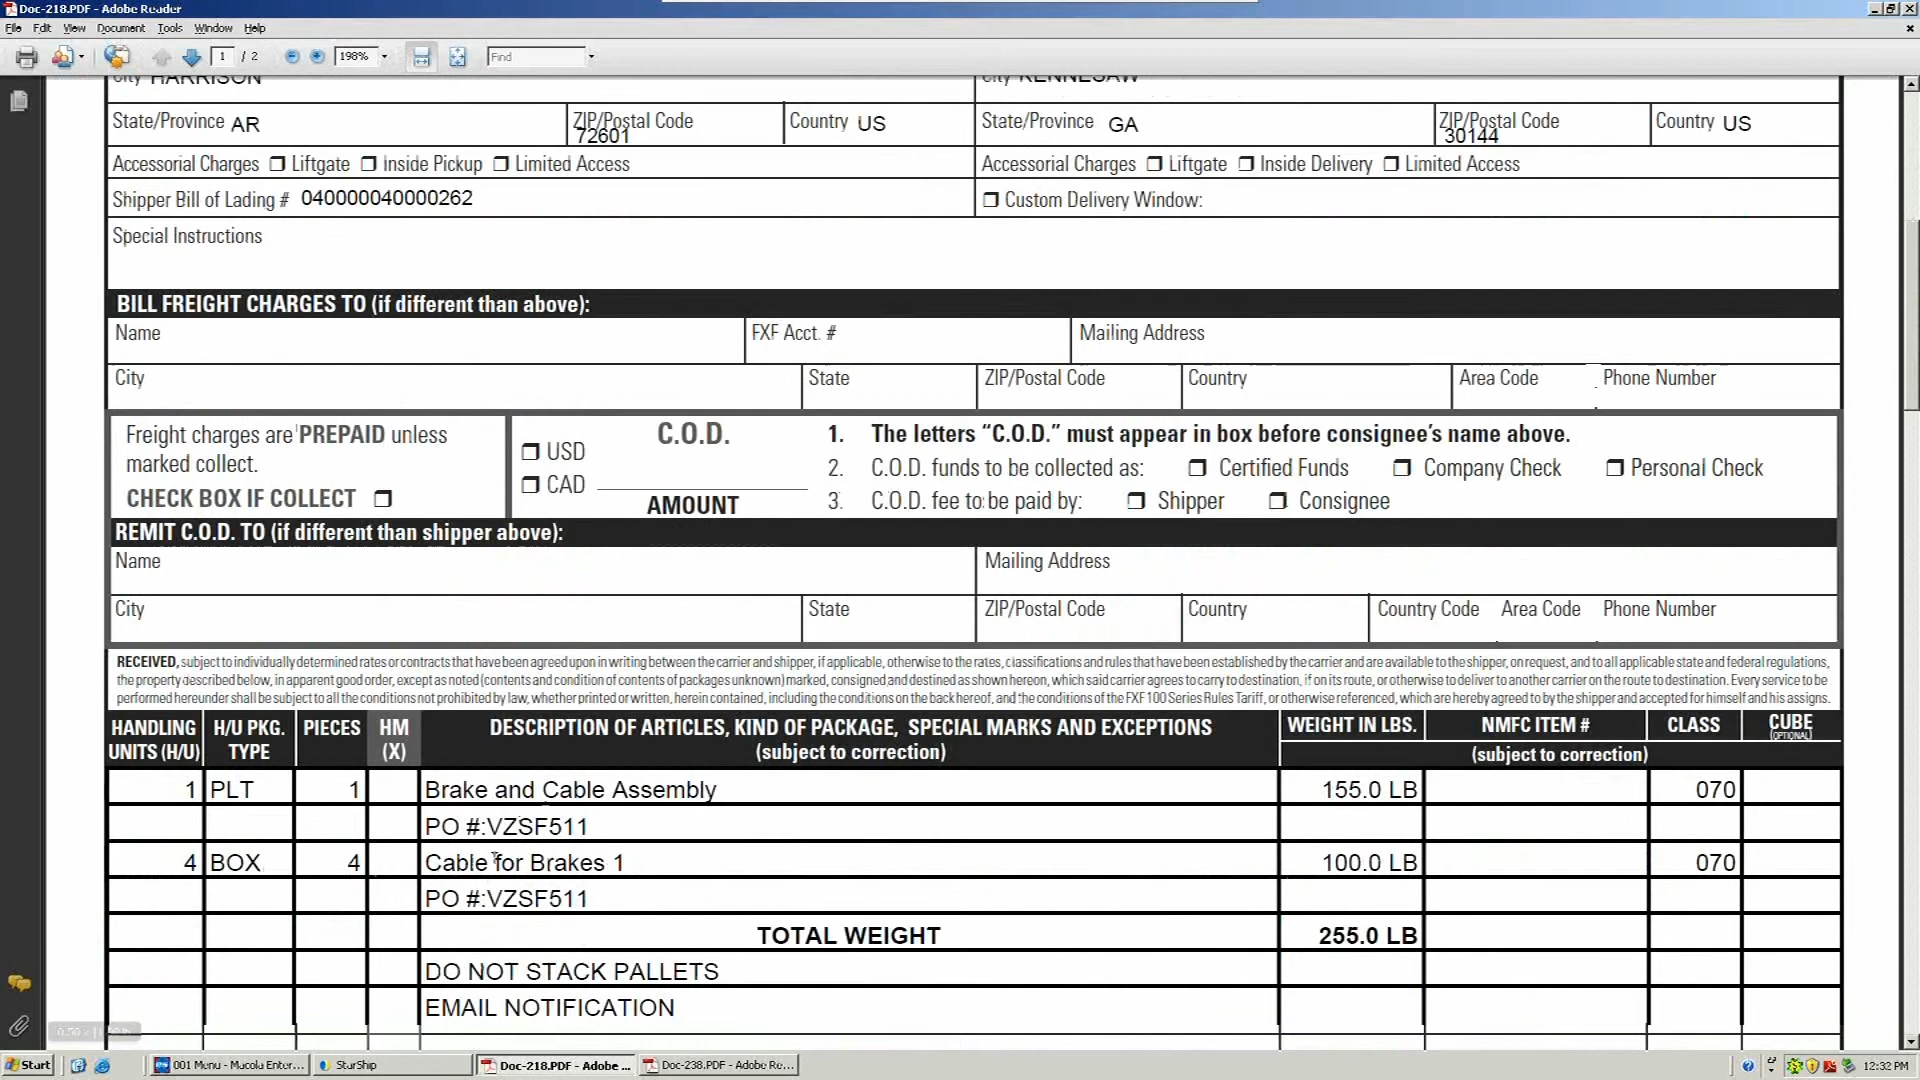 Doc-218.PDF - Adobe Reader
File Edit View Document Tools Window Help
1 / 2 198% Find
City HARRISON City KENNESAW
State/Province AR ZIP/Postal Code 72601 Country US State/Province GA ZIP/Postal Code 30144 Country US
Accessorial Charges Liftgate Inside Pickup Limited Access Accessorial Charges Liftgate Inside Delivery Limited Access
Shipper Bill of Lading # 040000040000262 Custom Delivery Window:
Special Instructions
BILL FREIGHT CHARGES TO (if different than above):
Name FXF Acct. # Mailing Address
City State ZIP/Postal Code Country Area Code Phone Number
Freight charges are PREPAID unless
marked collect.
CHECK BOX IF COLLECT
USD C.O.D.
CAD
AMOUNT
1. The letters “C.O.D.” must appear in box before consignee’s name above.
2. C.O.D. funds to be collected as: Certified Funds Company Check Personal Check
3. C.O.D. fee to be paid by: Shipper Consignee
REMIT C.O.D. TO (if different than shipper above):
Name Mailing Address
City State ZIP/Postal Code Country Country Code Area Code Phone Number
RECEIVED, subject to individually determined rates or contracts that have been agreed upon in writing between the carrier and shipper, if applicable, otherwise to the rates, classifications and rules that have been established by the carrier and are available to the shipper, on request, and to all applicable state and federal regulations,
the property described below, in apparent good order, except as noted (contents and condition of contents of packages unknown) marked, consigned and destined as shown hereon, which said carrier agrees to carry to destination, if on its route, or otherwise to deliver to another carrier on the route to destination. Every service to be
performed hereunder shall be subject to all the conditions not prohibited by law, whether printed or written, herein contained, including the conditions on the back hereof, and the conditions of the FXF 100 Series Rules Tariff, or otherwise referenced, which are hereby agreed to by the shipper and accepted for himself and his assigns.
HANDLING UNITS (H/U) H/U PKG. TYPE PIECES HM (X) DESCRIPTION OF ARTICLES, KIND OF PACKAGE, SPECIAL MARKS AND EXCEPTIONS (subject to correction) WEIGHT IN LBS. NMFC ITEM # CLASS CUBE (OPTIONAL)
(subject to correction)
1 PLT 1 Brake and Cable Assembly 155.0 LB 070
PO #:VZSF511
4 BOX 4 Cable for Brakes 1 100.0 LB 070
PO #:VZSF511
TOTAL WEIGHT 255.0 LB
DO NOT STACK PALLETS
EMAIL NOTIFICATION
Start 001 Menu - Macola Enter... StarShip Doc-218.PDF - Adobe ... Doc-238.PDF - Adobe Re... 12:32 PM